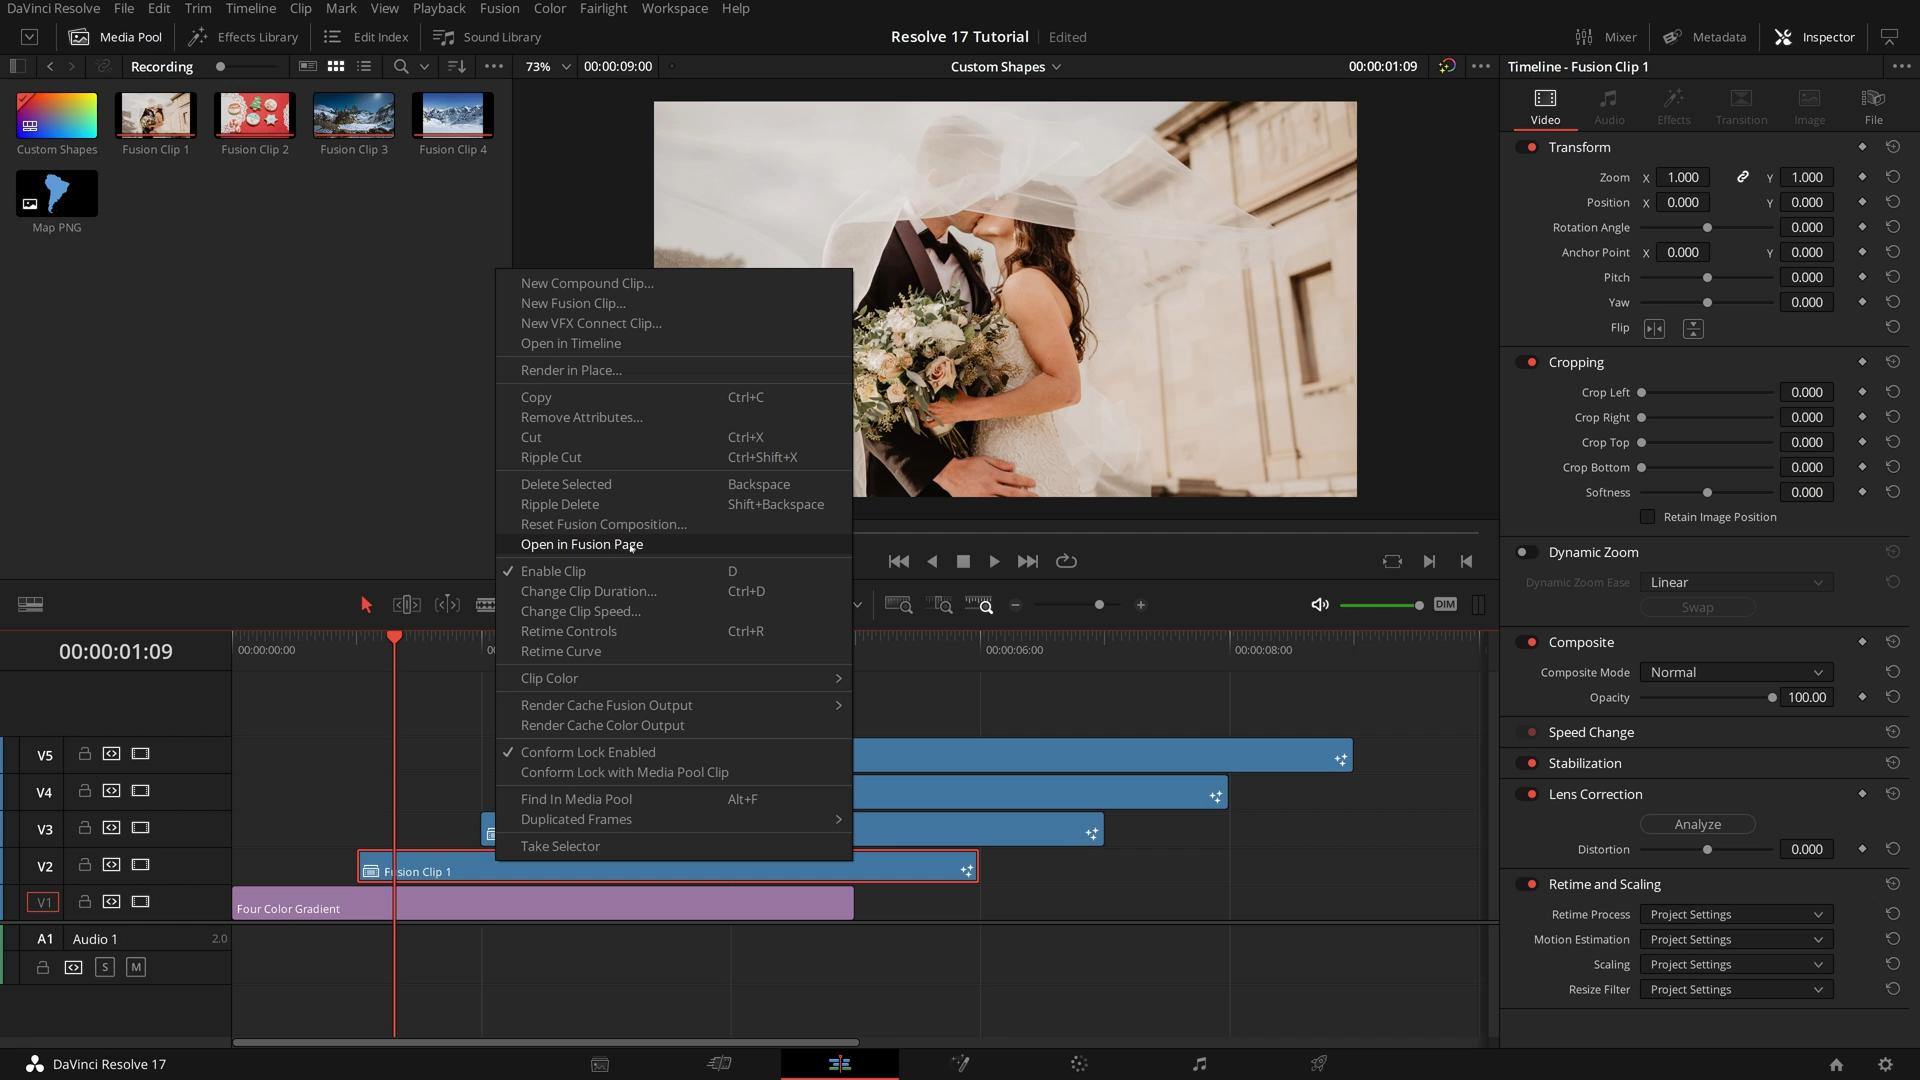 DaVinci Resolve File Edit Trim Timeline Clip Mark View Playback Fusion Color Fairlight Workspace Help
Media Pool Effects Library Edit Index Sound Library
Resolve 17 Tutorial Edited
Mixer Metadata Inspector
Recording
73% 00:00:09:00
Custom Shapes
00:00:01:09
Timeline - Fusion Clip 1
Custom Shapes
Fusion Clip 1
Fusion Clip 2
Fusion Clip 3
Fusion Clip 4
Map PNG
New Compound Clip...
New Fusion Clip...
New VFX Connect Clip...
Open in Timeline
Render in Place...
Copy Ctrl+C
Remove Attributes...
Cut Ctrl+X
Ripple Cut Ctrl+Shift+X
Delete Selected Backspace
Ripple Delete Shift+Backspace
Reset Fusion Composition...
Open in Fusion Page
Enable Clip D
Change Clip Duration... Ctrl+D
Change Clip Speed...
Retime Controls Ctrl+R
Retime Curve
Clip Color
Render Cache Fusion Output
Render Cache Color Output
Conform Lock Enabled
Conform Lock with Media Pool Clip
Find In Media Pool Alt+F
Duplicated Frames
Take Selector
Video Audio Effects Transition Image File
Transform
Zoom X 1.000 Y 1.000
Position X 0.000 Y 0.000
Rotation Angle 0.000
Anchor Point X 0.000 Y 0.000
Pitch 0.000
Yaw 0.000
Flip
Cropping
Crop Left 0.000
Crop Right 0.000
Crop Top 0.000
Crop Bottom 0.000
Softness 0.000
Retain Image Position
Dynamic Zoom
Dynamic Zoom Ease Linear
Swap
Composite
Composite Mode Normal
Opacity 100.00
Speed Change
Stabilization
Lens Correction
Analyze
Distortion 0.000
Retime and Scaling
Retime Process Project Settings
Motion Estimation Project Settings
Scaling Project Settings
Resize Filter Project Settings
DIM
00:00:01:09
00:00:00:00
00:00:06:00
00:00:08:00
V5
V4
V3
V2
Fusion Clip 1
V1
Four Color Gradient
A1 Audio 1 2.0
S M
DaVinci Resolve 17